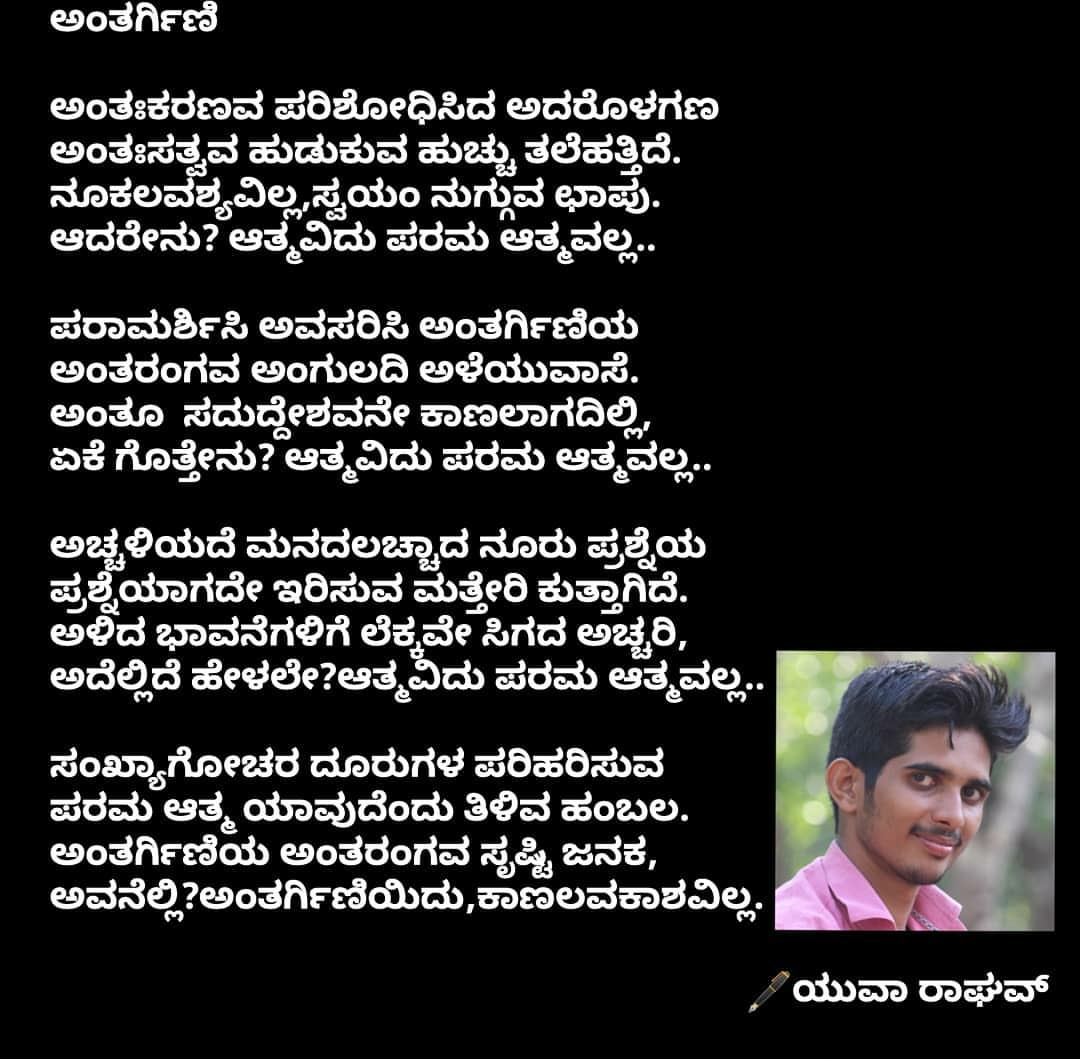 ಅಂತರ್ಗಿಣಿ
ಅಂತಃಕರಣವ ಪರಿಶೋಧಿಸಿದ ಅದರೊಳಗಣ
ಅಂತಃಸತ್ವವ ಹುಡುಕುವ ಹುಚ್ಚು ತಲೆಹತ್ತಿದೆ.
ನೂಕಲವಶ್ಯವಿಲ್ಲ,ಸ್ವಯಂ ನುಗ್ಗುವ ಛಾಪು.
ಆದರೇನು? ಆತ್ಮವಿದು ಪರಮ ಆತ್ಮವಲ್ಲ..
ಪರಾಮರ್ಶಿಸಿ ಅವಸರಿಸಿ ಅಂತರ್ಗಿಣಿಯ
ಅಂತರಂಗವ ಅಂಗುಲದಿ ಅಳೆಯುವಾಸೆ.
ಅಂತೂ  ಸದುದ್ದೇಶವನೇ ಕಾಣಲಾಗದಿಲ್ಲಿ,
ಏಕೆ ಗೊತ್ತೇನು? ಆತ್ಮವಿದು ಪರಮ ಆತ್ಮವಲ್ಲ..
ಅಚ್ಚಳಿಯದೆ ಮನದಲಚ್ಚಾದ ನೂರು ಪ್ರಶ್ನೆಯ
ಪ್ರಶ್ನೆಯಾಗದೇ ಇರಿಸುವ ಮತ್ತೇರಿ ಕುತ್ತಾಗಿದೆ.
ಅಳಿದ ಭಾವನೆಗಳಿಗೆ ಲೆಕ್ಕವೇ ಸಿಗದ ಅಚ್ಚರಿ,
ಅದೆಲ್ಲಿದೆ ಹೇಳಲೇ?ಆತ್ಮವಿದು ಪರಮ ಆತ್ಮವಲ್ಲ..
ಸಂಖ್ಯಾಗೋಚರ ದೂರುಗಳ ಪರಿಹರಿಸುವ
ಪರಮ ಆತ್ಮ ಯಾವುದೆಂದು ತಿಳಿವ ಹಂಬಲ.
ಅಂತರ್ಗಿಣಿಯ ಅಂತರಂಗವ ಸೃಷ್ಟಿ ಜನಕ,
ಅವನೆಲ್ಲಿ?ಅಂತರ್ಗಿಣಿಯಿದು,ಕಾಣಲವಕಾಶವಿಲ್ಲ.
ಯುವಾ ರಾಘವ್